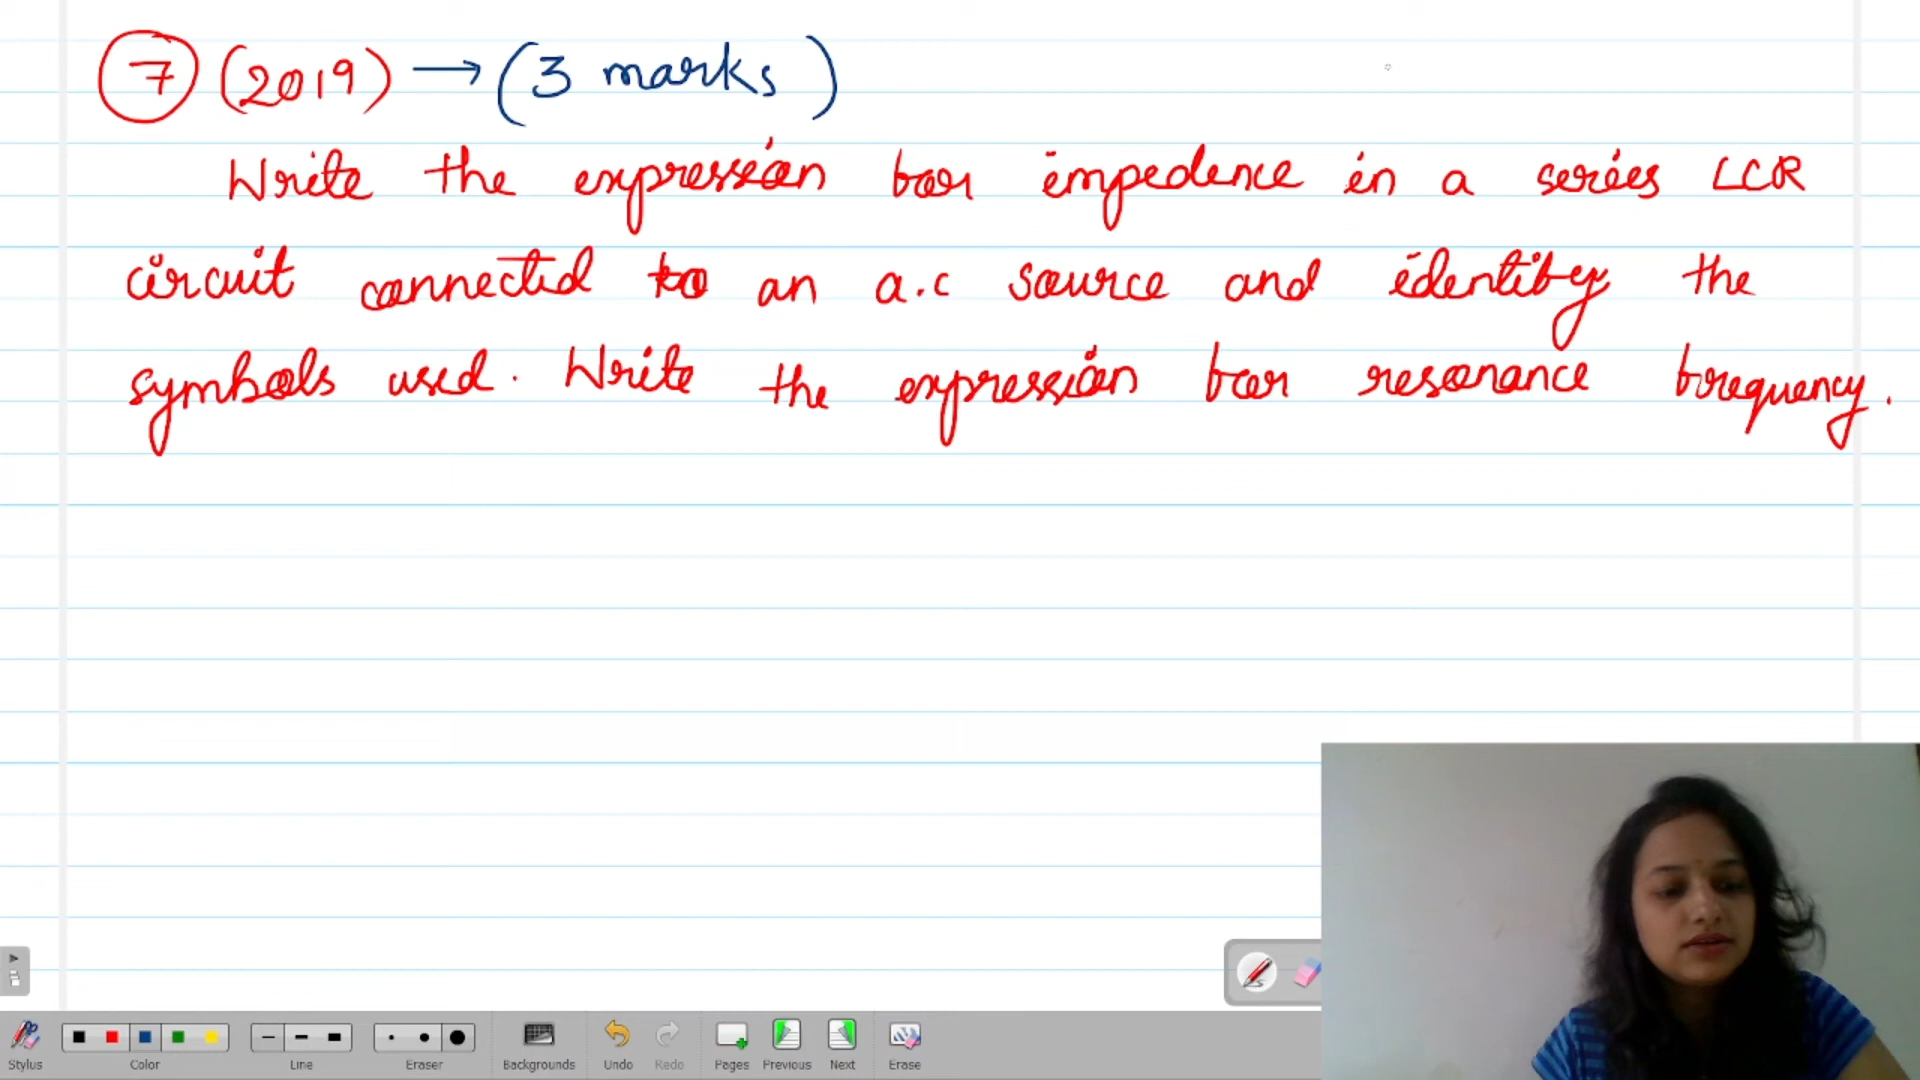 7 (2019) → (3 marks)
Write the expression for impedence in a series LCR
circuit connected to an a.c source and identify the
symbols used. Write the expression for resonance frequency.
Stylus Color Line Eraser Backgrounds Undo Redo Pages Previous Next Erase